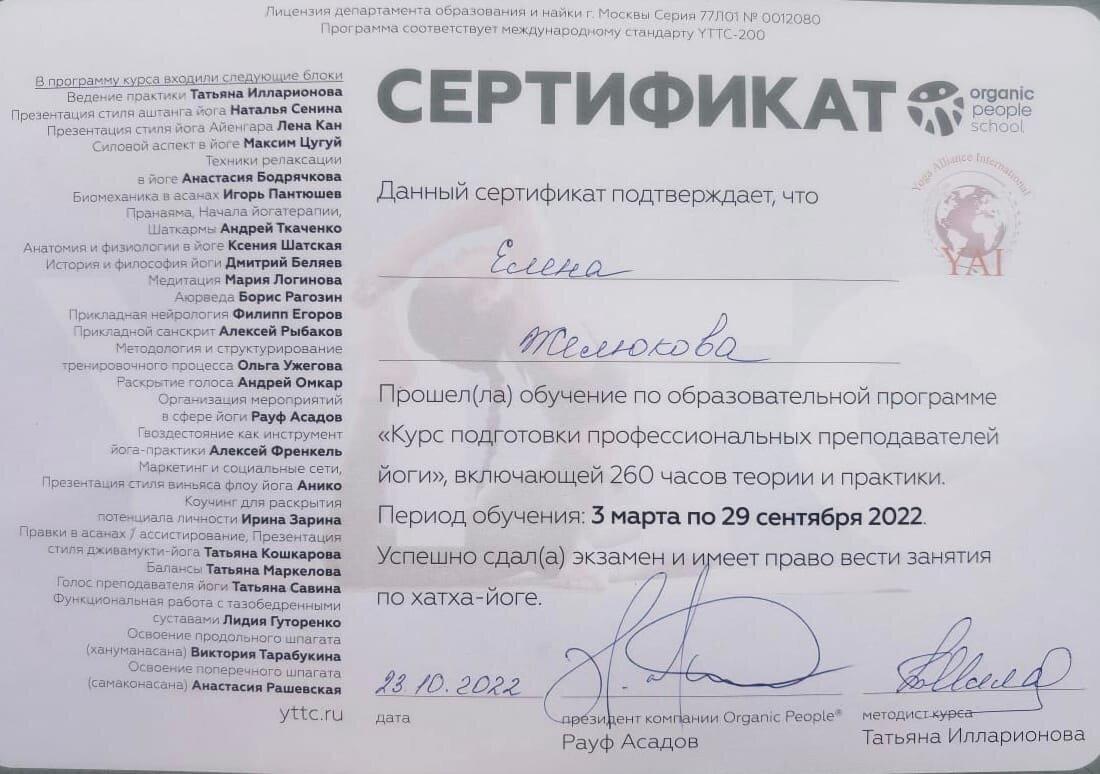 Лицензия департамента образования и найки г. Москвы Серия 77Л01 № 0012080
Программа соответствует международному стандарту YTTC-200
В программу курса входили следующие блоки
Ведение практики Татьяна Илларионова
Презентация стиля аштанга йога Наталья Сенина
Презентация стиля йога Айенгара Лена Кан
Силовой аспект в йоге Максим Цугуй
Техники релаксации
в йоге Анастасия Бодрячкова
Биомеханика в асанах Игорь Пантюшев
Пранаяма, Начала йогатерапии,
Шаткармы Андрей Ткаченко
Анатомия и физиологии в йоге Ксения Шатская
История и философия йоги Дмитрий Беляев
Медитация Мария Логинова
Аюрведа Борис Рагозин
Прикладная нейрология Филипп Егоров
Прикладной санскрит Алексей Рыбаков
Методология и структурирование
тренировочного процесса Ольга Ужегова
Раскрытие голоса Андрей Омкар
Организация мероприятий
в сфере йоги Рауф Асадов
Гвоздестояние как инструмент
йога-практики Алексей Френкель
Маркетинг и социальные сети,
Презентация стиля виньяса флоу йога Анико
Коучинг для раскрытия
потенциала личности Ирина Зарина
Правки в асанах / ассистирование, Презентация
стиля дживамукти-йога Татьяна Кошкарова
Балансы Татьяна Маркелова
Голос преподавателя йоги Татьяна Савина
Функциональная работа с тазобедренными
суставами Лидия Гуторенко
Освоение продольного шпагата
(хануманасана) Виктория Тарабукина
Освоение поперечного шпагата
(самаконасана) Анастасия Рашевская
yttc.ru
СЕРТИФИКАТ
organic
people
school
Yoga Alliance International
YAI
Данный сертификат подтверждает, что
Елена
Желюкова
Прошел(ла) обучение по образовательной программе
«Курс подготовки профессиональных преподавателей
йоги», включающей 260 часов теории и практики.
Период обучения: 3 марта по 29 сентября 2022.
Успешно сдал(а) экзамен и имеет право вести занятия
по хатха-йоге.
23.10.2022
дата
президент компании Organic People®
Рауф Асадов
методист курса
Татьяна Илларионова